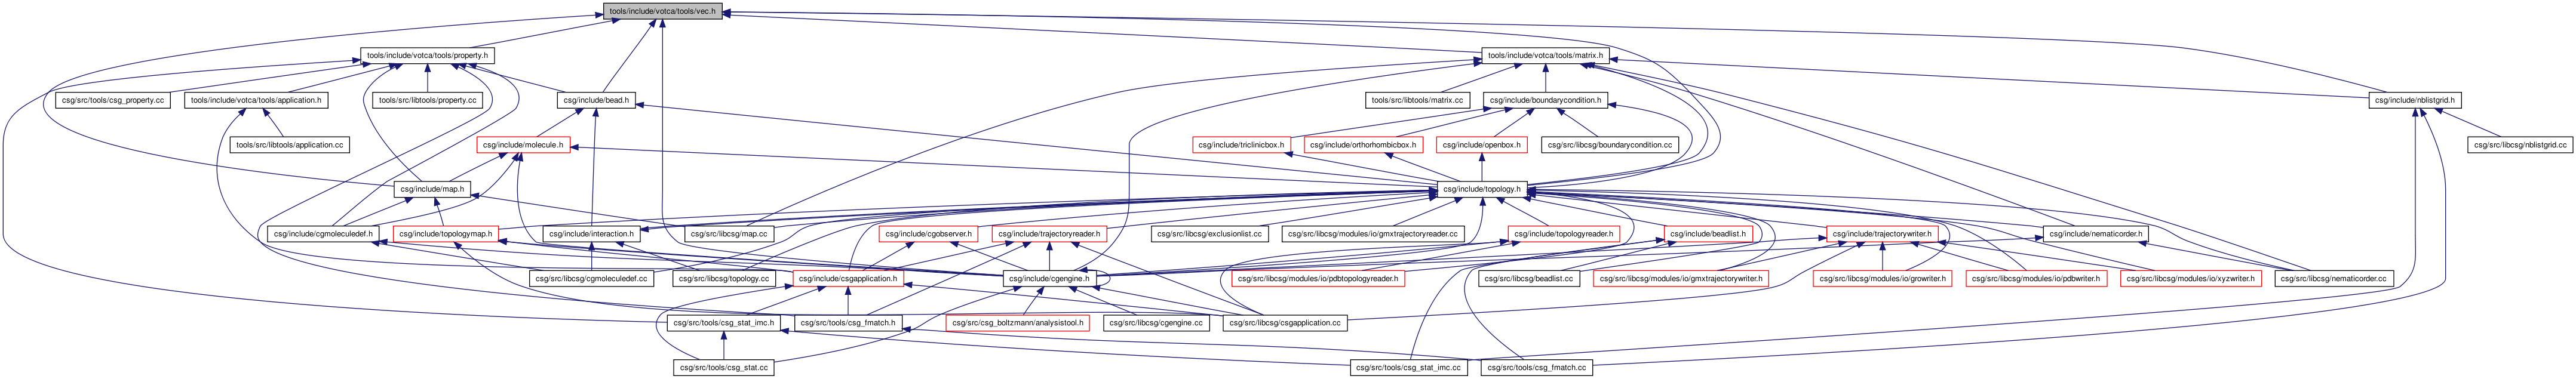 tools/include/votca/tools/vec.h
tools/include/votca/tools/property.h
tools/include/votca/tools/matrix.h
csg/src/tools/csg_property.cc
tools/include/votca/tools/application.h
tools/src/libtools/property.cc
csg/include/bead.h
tools/src/libtools/matrix.cc
csg/include/boundarycondition.h
csg/include/nblistgrid.h
tools/src/libtools/application.cc
csg/include/molecule.h
csg/include/triclinicbox.h
csg/include/orthorhombicbox.h
csg/include/openbox.h
csg/src/libcsg/boundarycondition.cc
csg/src/libcsg/nblistgrid.cc
csg/include/map.h
csg/include/topology.h
csg/include/cgmoleculedef.h
csg/include/topologymap.h
csg/include/interaction.h
csg/src/libcsg/map.cc
csg/include/cgobserver.h
csg/include/trajectoryreader.h
csg/src/libcsg/exclusionlist.cc
csg/src/libcsg/modules/io/gmxtrajectoryreader.cc
csg/include/topologyreader.h
csg/include/beadlist.h
csg/include/trajectorywriter.h
csg/include/nematicorder.h
csg/src/libcsg/cgmoleculedef.cc
csg/src/libcsg/topology.cc
csg/include/csgapplication.h
csg/include/cgengine.h
csg/src/libcsg/modules/io/pdbtopologyreader.h
csg/src/libcsg/beadlist.cc
csg/src/libcsg/modules/io/gmxtrajectorywriter.h
csg/src/libcsg/modules/io/growriter.h
csg/src/libcsg/modules/io/pdbwriter.h
csg/src/libcsg/modules/io/xyzwriter.h
csg/src/libcsg/nematicorder.cc
csg/src/tools/csg_stat_imc.h
csg/src/tools/csg_fmatch.h
csg/src/csg_boltzmann/analysistool.h
csg/src/libcsg/cgengine.cc
csg/src/libcsg/csgapplication.cc
csg/src/tools/csg_stat.cc
csg/src/tools/csg_stat_imc.cc
csg/src/tools/csg_fmatch.cc